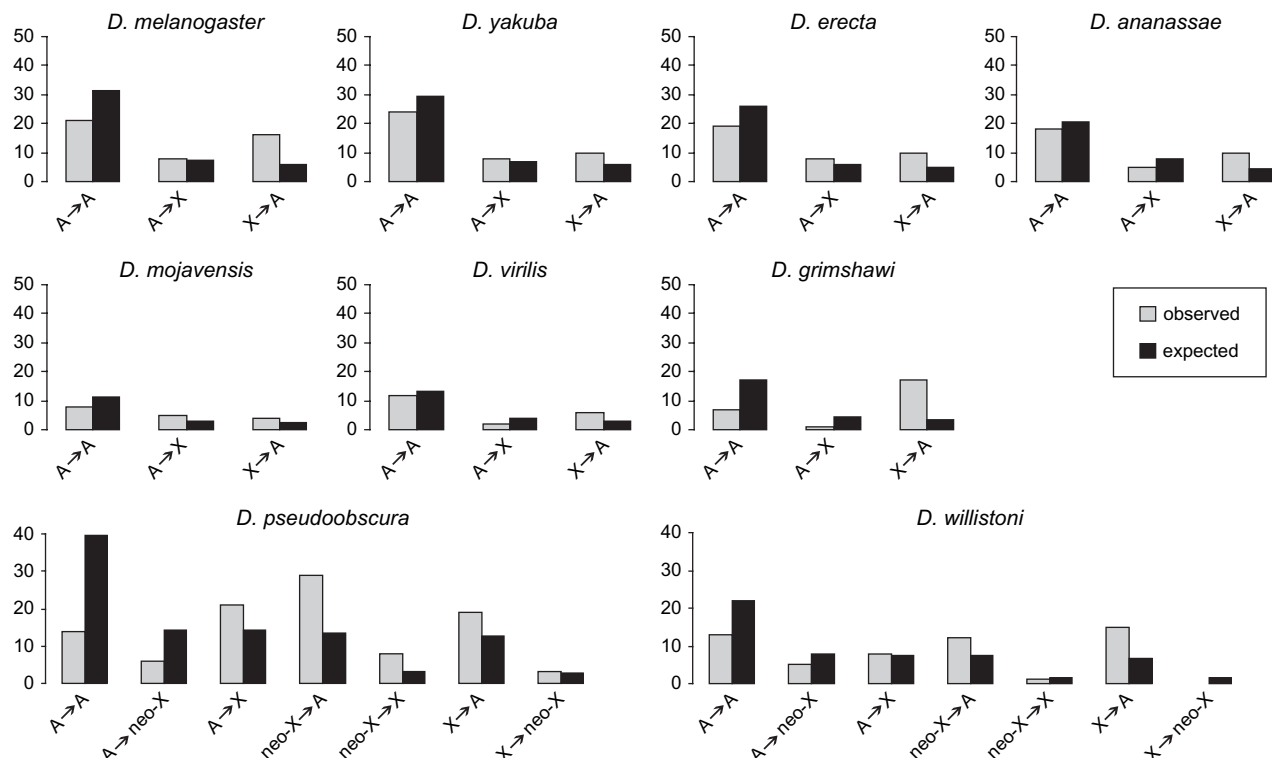 D. melanogaster
50
40
30
20
10
0
A→A
A→X
X→A
D. yakuba
50
40
30
20
10
0
A→A
A→X
X→A
D. erecta
50
40
30
20
10
0
A→A
A→X
X→A
D. ananassae
50
40
30
20
10
0
A→A
A→X
X→A
D. mojavensis
50
40
30
20
10
0
A→A
A→X
X→A
D. virilis
50
40
30
20
10
0
A→A
A→X
X→A
D. grimshawi
50
40
30
20
10
0
A→A
A→X
X→A
observed
expected
D. pseudoobscura
40
30
20
10
0
A→A
A→ neo-X
A→X
neo-X→A
neo-X→X
X→A
X→ neo-X
D. willistoni
40
30
20
10
0
A→A
A→ neo-X
A→X
neo-X→A
neo-X→X
X→A
X→ neo-X